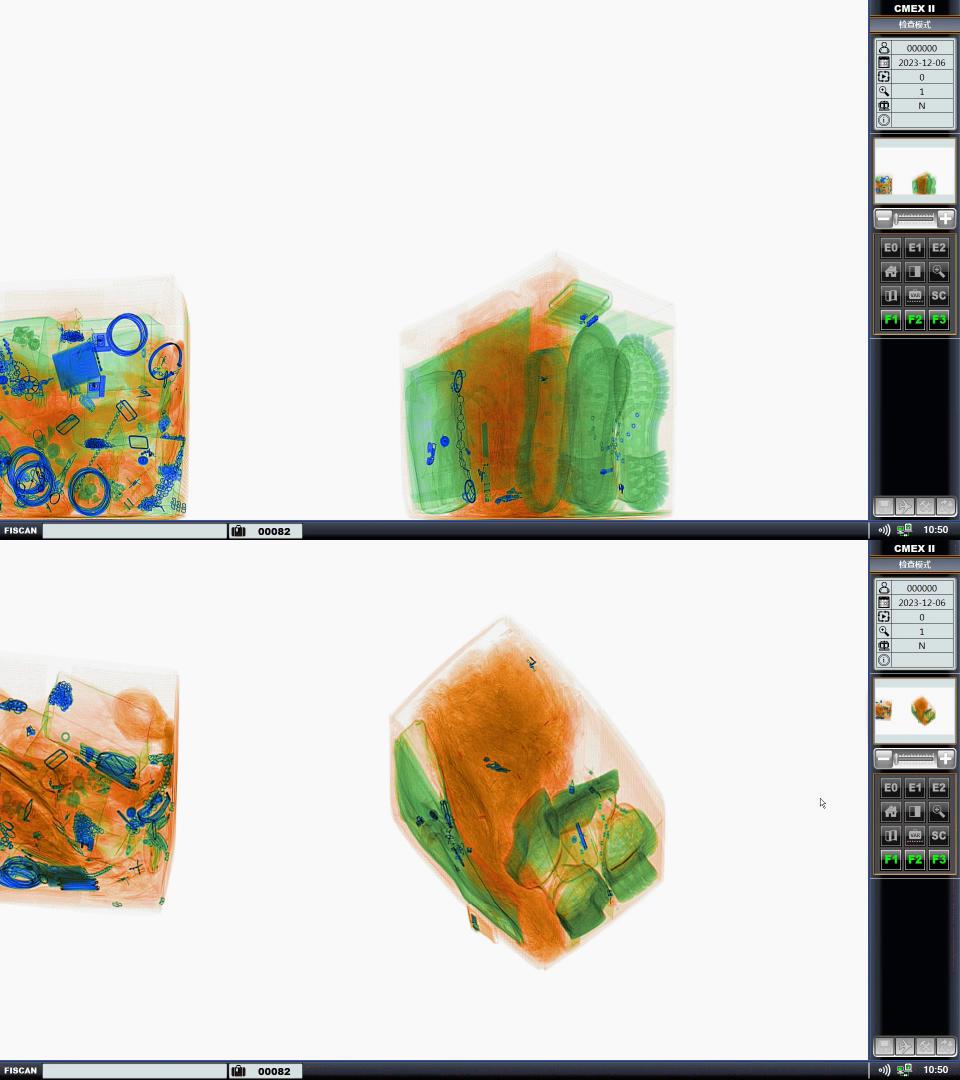 CMEX II
检查模式
000000
2023-12-06
0
1
N
E0 E1 E2
VAR SC
F1 F2 F3
FISCAN 00082 10:50
CMEX II
检查模式
000000
2023-12-06
0
1
N
E0 E1 E2
VAR SC
F1 F2 F3
FISCAN 00082 10:50